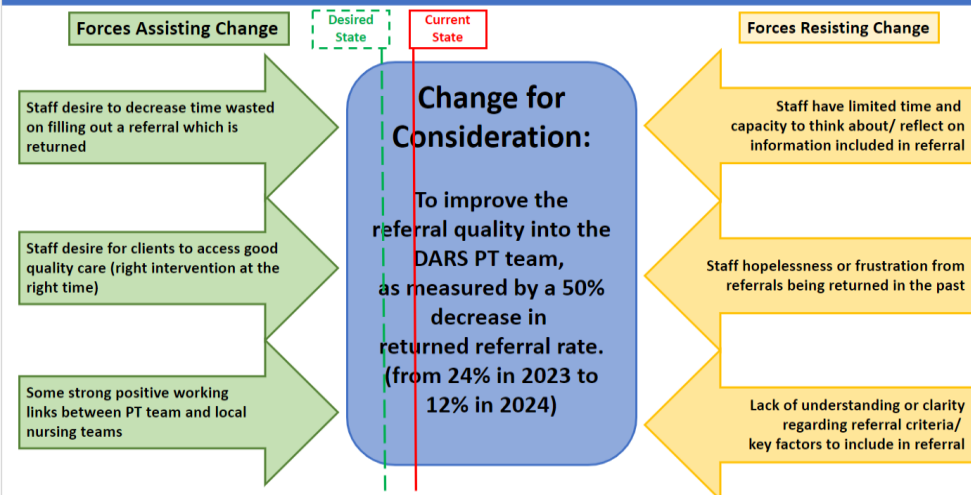 Forces Assisting Change
Desired
State
Current
State
Forces Resisting Change
Staff desire to decrease time wasted
on filling out a referral which is
returned
Staff desire for clients to access good
quality care (right intervention at the
right time)
Some strong positive working
links between PT team and local
nursing teams
Change for
Consideration:
To improve the
referral quality into the
DARS PT team,
as measured by a 50%
decrease in
returned referral rate.
(from 24% in 2023 to
12% in 2024)
Staff have limited time and
capacity to think about/ reflect on
information included in referral
Staff hopelessness or frustration from
referrals being returned in the past
Lack of understanding or clarity
regarding referral criteria/
key factors to include in referral